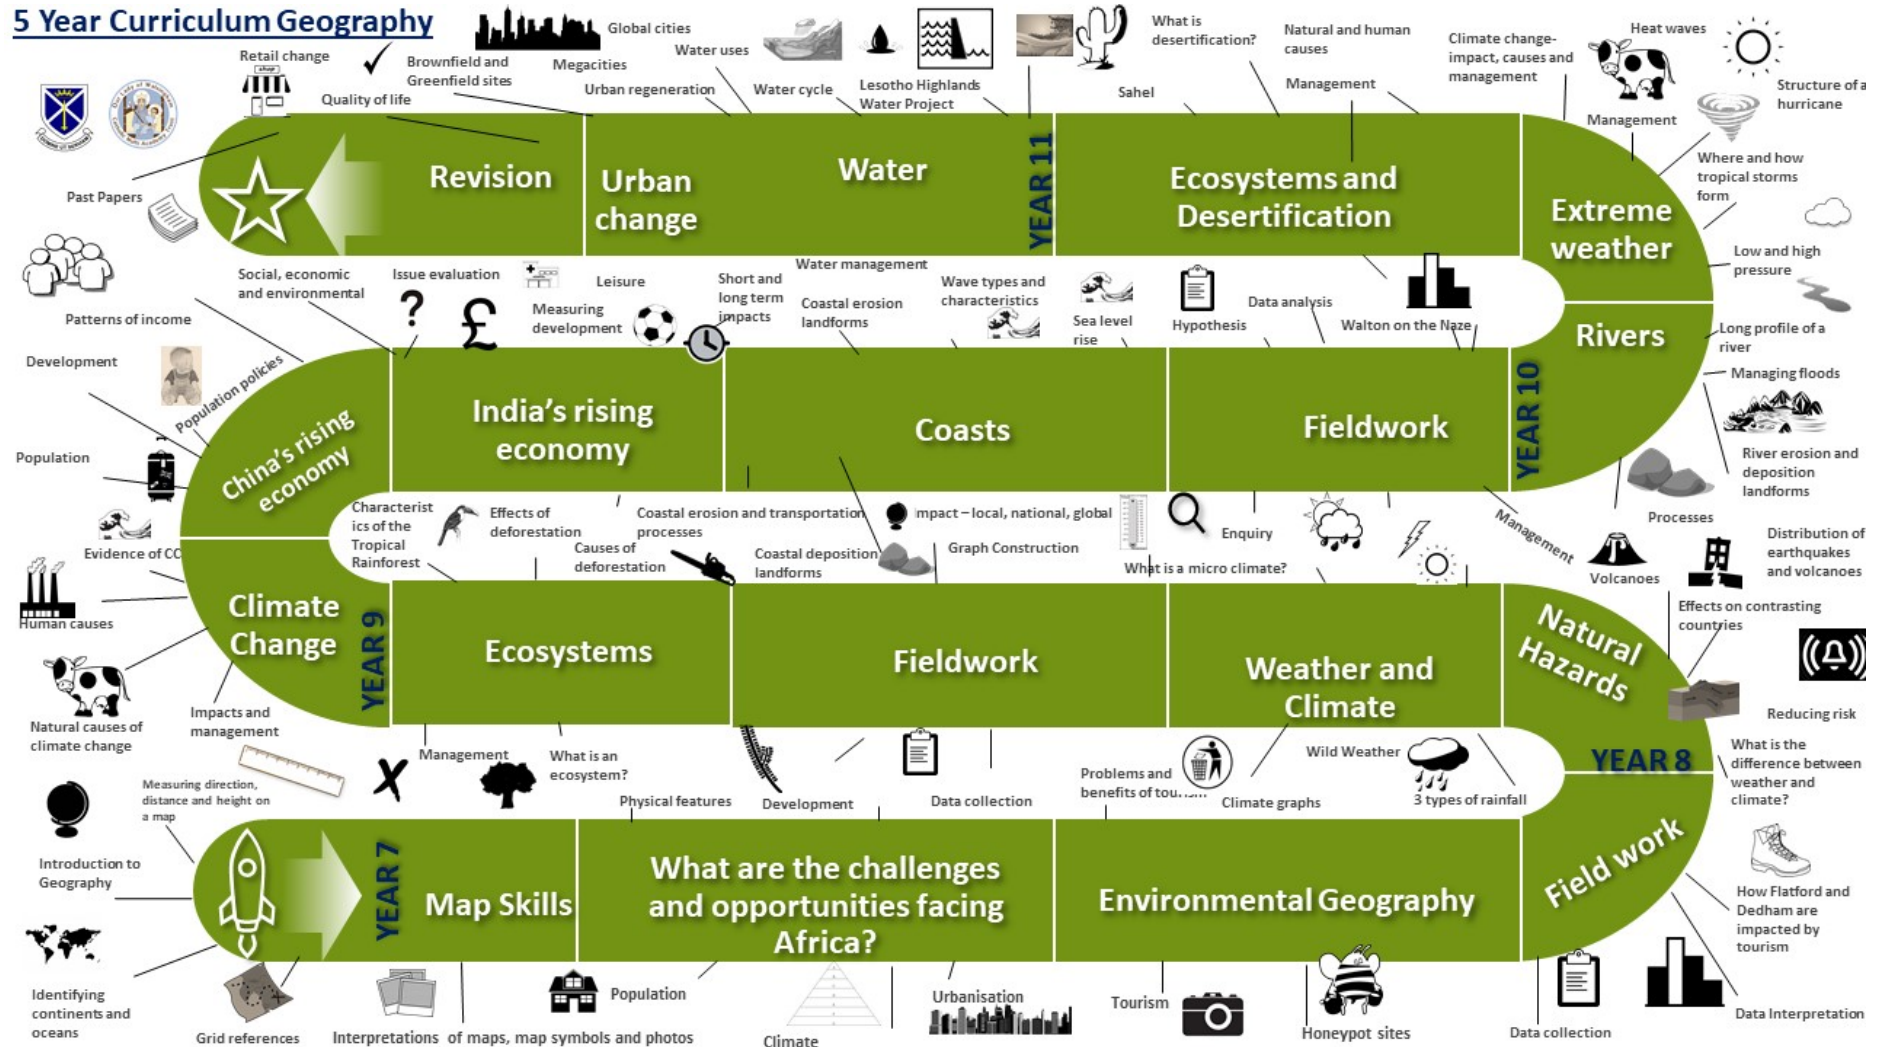 5 Year Curriculum Geography
Retail change
Quality of life
Brownfield and
Greenfield sites
Global cities
Megacities
Water uses
Urban regeneration
Water cycle
Lesotho Highlands
Water Project
What is
desertification?
Sahel
Natural and human
causes
Management
Climate change-
impact, causes and
management
Heat waves
Management
Structure of a
hurricane
Where and how
tropical storms
form
Low and high
pressure
shop
Past Papers
Revision
Urban
change
Water
YEAR 11
Ecosystems and
Desertification
Extreme
weather
Rivers
Social, economic
and environmental
Issue evaluation
?
£
Leisure
Measuring
development
Short and
long term
impacts
Water management
Coastal erosion
landforms
Wave types and
characteristics
Sea level
rise
Hypothesis
Data analysis
Walton on the Naze
Long profile of a
river
Managing floods
River erosion and
deposition
landforms
Processes
Patterns of income
Development
Population policies
Population
Evidence of CC
China's rising
economy
India's rising
economy
Coasts
Fieldwork
YEAR 10
Characterist
ics of the
Tropical
Rainforest
Effects of
deforestation
Causes of
deforestation
Coastal erosion and transportation
processes
Coastal deposition
landforms
Impact – local, national, global
Graph Construction
What is a micro climate?
Enquiry
Management
Volcanoes
Distribution of
earthquakes
and volcanoes
Effects on contrasting
countries
Reducing risk
Human causes
Natural causes of
climate change
Impacts and
management
Climate
Change
YEAR 9
Ecosystems
Fieldwork
Weather and
Climate
Natural
Hazards
YEAR 8
Management
What is an
ecosystem?
Physical features
Development
Data collection
Problems and
benefits of tourism
Climate graphs
Wild Weather
3 types of rainfall
What is the
difference between
weather and
climate?
Measuring direction,
distance and height on
a map
Introduction to
Geography
Identifying
continents and
oceans
YEAR 7
Map Skills
What are the challenges
and opportunities facing
Africa?
Environmental Geography
Field work
How Flatford and
Dedham are
impacted by
tourism
Grid references
Interpretations of maps, map symbols and photos
Population
Climate
Urbanisation
Tourism
Honeypot sites
Data collection
Data Interpretation